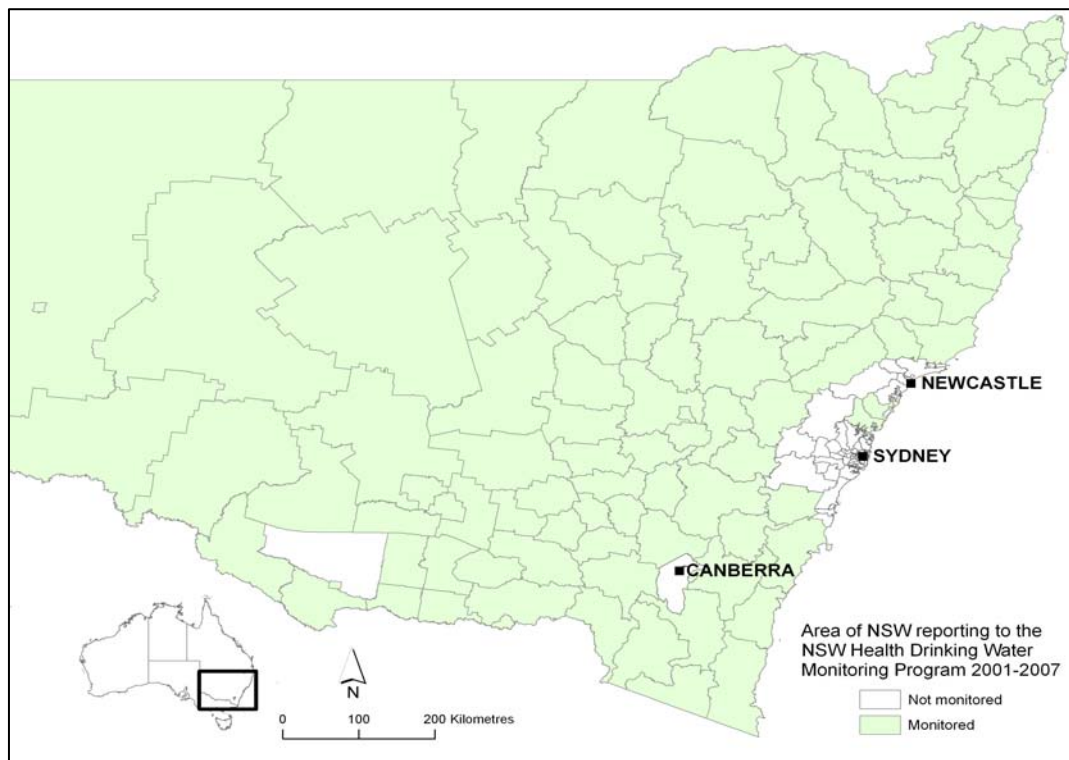 NEWCASTLE
SYDNEY
CANBERRA
Area of NSW reporting to the
NSW Health Drinking Water
Monitoring Program 2001-2007
Not monitored
Monitored
N
0 100 200 Kilometres